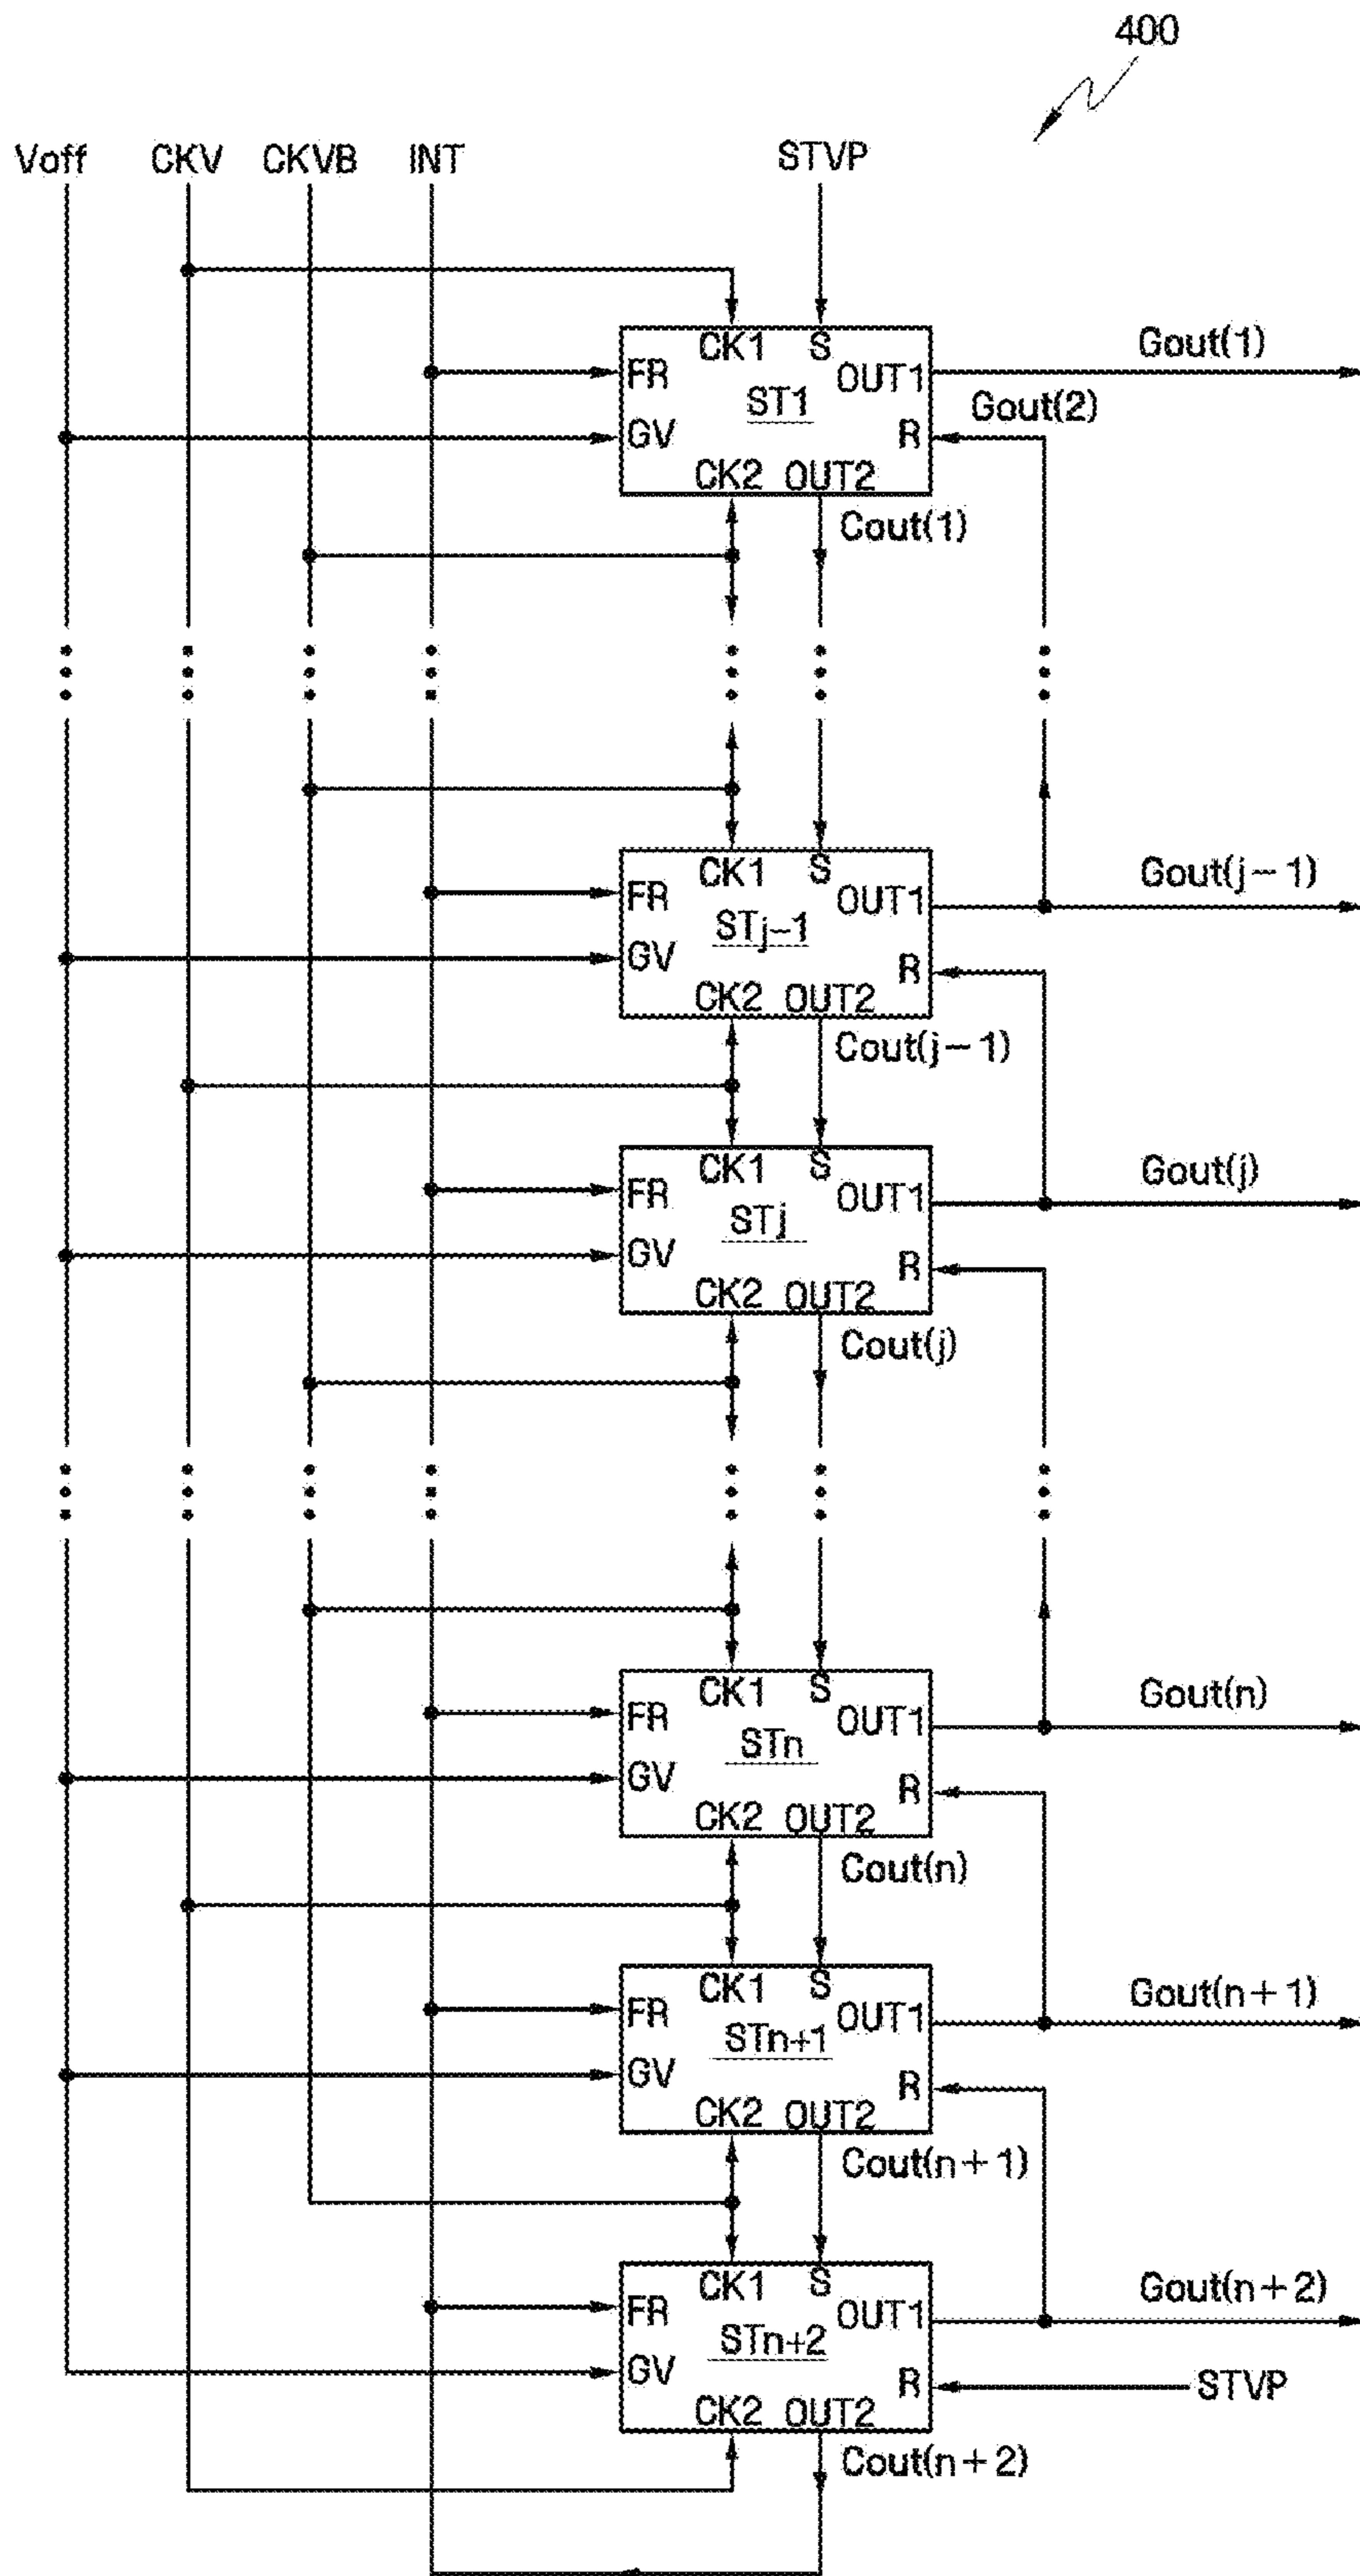 400
Voff CKV CKVB INT STVP
CK1 S
FR OUT1 Gout(1)
ST1 Gout(2)
GV R
CK2 OUT2
Cout(1)
CK1 S
FR OUT1 Gout(j-1)
STj-1
GV R
CK2 OUT2
Cout(j-1)
CK1 S
FR OUT1 Gout(j)
STj
GV R
CK2 OUT2
Cout(j)
CK1 S
FR OUT1 Gout(n)
STn
GV R
CK2 OUT2
Cout(n)
CK1 S
FR OUT1 Gout(n+1)
STn+1
GV R
CK2 OUT2
Cout(n+1)
CK1 S
FR OUT1 Gout(n+2)
STn+2
GV R STVP
CK2 OUT2
Cout(n+2)